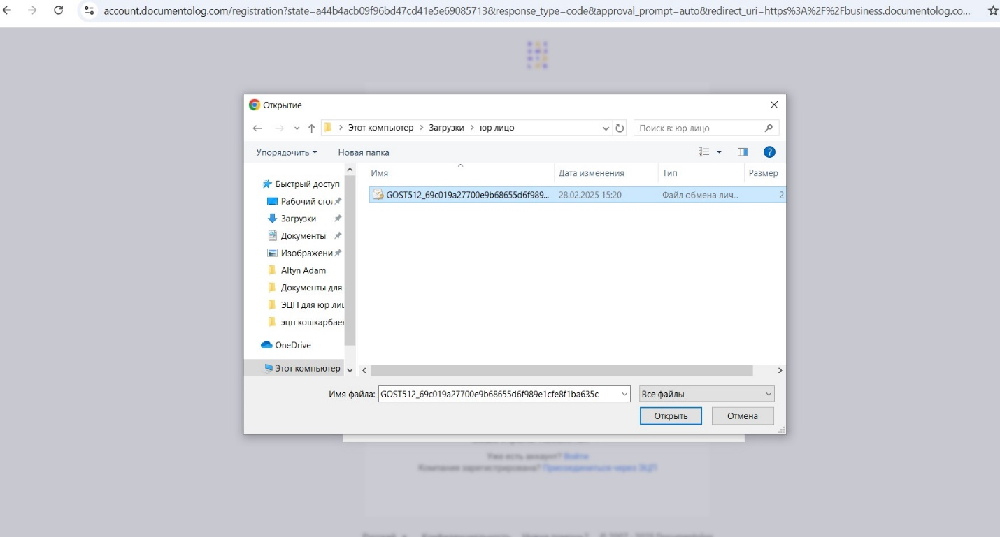 account.documentolog.com/registration?state=a44b4acb09f96bd47cd41e5e69085713&response_type=code&approval_prompt=auto&redirect_uri=https%3A%2F%2Fbusiness.documentolog.co...
Открытие
Этот компьютер > Загрузки > юр лицо
Поиск в: юр лицо
Упорядочить
Новая папка
Имя
Дата изменения
Тип
Размер
GOST512_69c019a27700e9b68655d6f989... 28.02.2025 15:20 Файл обмена лич... 2
Быстрый доступ
Рабочий стол
Загрузки
Документы
Изображени
Altyn Adam
Документы для
ЭЦП для юр лиц
эцп кошкарбаев
OneDrive
Этот компьютер
Имя файла: GOST512_69c019a27700e9b68655d6f989e1cfe8f1ba635c
Все файлы
Открыть
Отмена
Уже есть аккаунт? Войти
Компания зарегистрирована? Присоединиться через ЭЦП